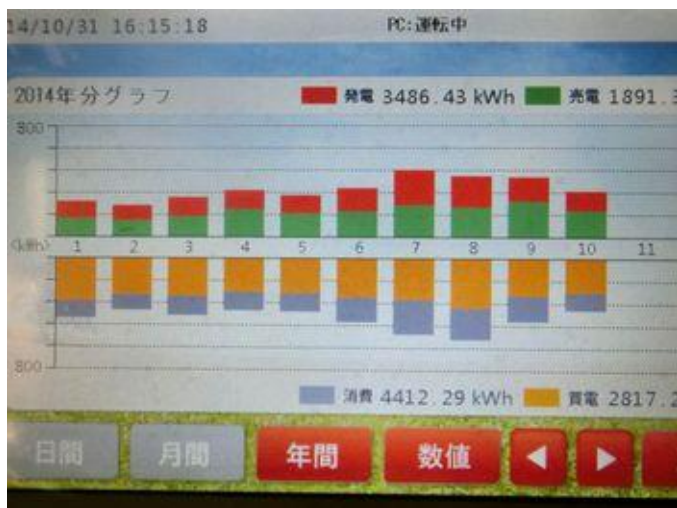 14/10/31 16:15:18 PC:運転中
2014年分グラフ 発電 3486.43 kWh 売電 1891.3
800
(kWh) 1 2 3 4 5 6 7 8 9 10 11
800
消費 4412.29 kWh 買電 2817.2
日間 月間 年間 数値